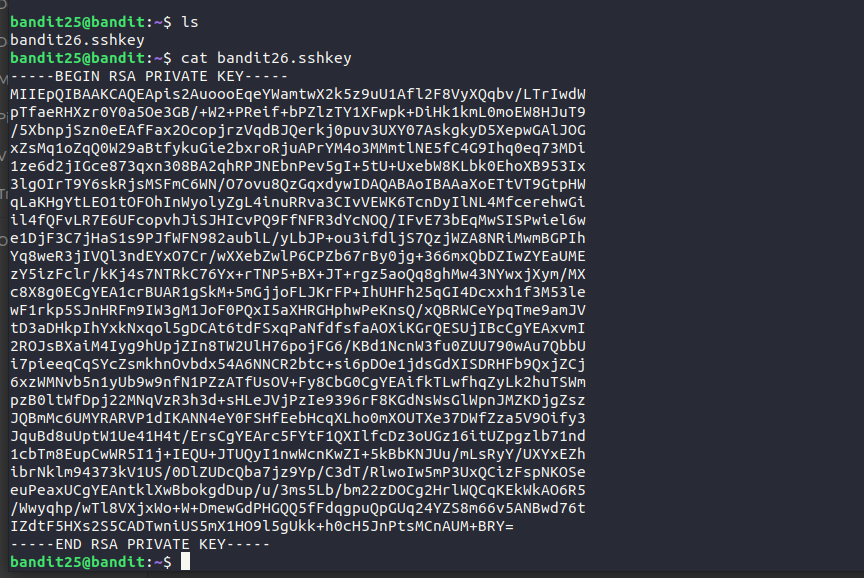 bandit25@bandit:~$ ls
bandit26.sshkey
bandit25@bandit:~$ cat bandit26.sshkey
-----BEGIN RSA PRIVATE KEY-----
MIIEpQIBAAKCAQEApis2AuoooEqeYWamtwX2k5z9uU1Afl2F8VyXQqbv/LTrIwdW
pTfaeRHXzr0Y0a5Oe3GB/+W2+PReif+bPZlzTY1XFwpk+DiHk1kmL0moEW8HJuT9
/5XbnpjSzn0eEAfFax2OcopjrzVqdBJQerkj0puv3UXY07AskgkyD5XepwGAlJOG
xZsMq1oZqQ0W29aBtfykuGie2bxroRjuAPrYM4o3MMmtlNE5fC4G9Ihq0eq73MDi
1ze6d2jIGce873qxn308BA2qhRPJNEbnPev5gI+5tU+UxebW8KLbk0EhoXB953Ix
3lgOIrT9Y6skRjsMSFmC6WN/O7ovu8QzGqxdywIDAQABAoIBAAaXoETtVT9GtpHW
qLaKHgYtLEO1tOFOhInWyolyZgL4inuRRva3CIvVEWK6TcnDyIlNL4MfcerehwGi
il4fQFvLR7E6UFcopvhJiSJHIcvPQ9FfNFR3dYcNOQ/IFvE73bEqMwSISPwiel6w
e1DjF3C7jHaS1s9PJfWFN982aublL/yLbJP+ou3ifdljS7QzjWZA8NRiMwmBGPIh
Yq8weR3jIVQl3ndEYxO7Cr/wXXebZwlP6CPZb67rBy0jg+366mxQbDZIwZYEaUME
zY5izFclr/kKj4s7NTRkC76Yx+rTNP5+BX+JT+rgz5aoQq8ghMw43NYwxjXym/MX
c8X8g0ECgYEA1crBUAR1gSkM+5mGjjoFLJKrFP+IhUHFh25qGI4Dcxxh1f3M53le
wF1rkp5SJnHRFm9IW3gM1JoF0PQxI5aXHRGHphwPeKnsQ/xQBRWCeYpqTme9amJV
tD3aDHkpIhYxkNxqol5gDCAt6tdFSxqPaNfdfsfaAOXiKGrQESUjIBcCgYEAxvmI
2ROJsBXaiM4Iyg9hUpjZIn8TW2UlH76pojFG6/KBd1NcnW3fu0ZUU790wAu7QbbU
i7pieeqCqSYcZsmkhnOvbdx54A6NNCR2btc+si6pDOe1jdsGdXISDRHFb9QxjZCj
6xzWMNvb5n1yUb9w9nfN1PZzATfUsOV+Fy8CbG0CgYEAifkTLwfhqZyLk2huTSWm
pzB0ltWfDpj22MNqVzR3h3d+sHLeJVjPzIe9396rF8KGdNsWsGlWpnJMZKDjgZsz
JQBmMc6UMYRARVP1dIKANN4eY0FSHfEebHcqXLho0mXOUTXe37DWfZza5V9Oify3
JquBd8uUptW1Ue41H4t/ErsCgYEArc5FYtF1QXIlfcDz3oUGz16itUZpgzlb71nd
1cbTm8EupCwWR5I1j+IEQU+JTUQyI1nwWcnKwZI+5kBbKNJUu/mLsRyY/UXYxEZh
ibrNklm94373kV1US/0DlZUDcQba7jz9Yp/C3dT/RlwoIw5mP3UxQCizFspNKOSe
euPeaxUCgYEAntklXwBbokgdDup/u/3ms5Lb/bm22zDOCg2HrlWQCqKEkWkAO6R5
/Wwyqhp/wTl8VXjxWo+W+DmewGdPHGQQ5fFdqgpuQpGUq24YZS8m66v5ANBwd76t
IZdtF5HXs2S5CADTwniUS5mX1HO9l5gUkk+h0cH5JnPtsMCnAUM+BRY=
-----END RSA PRIVATE KEY-----
bandit25@bandit:~$